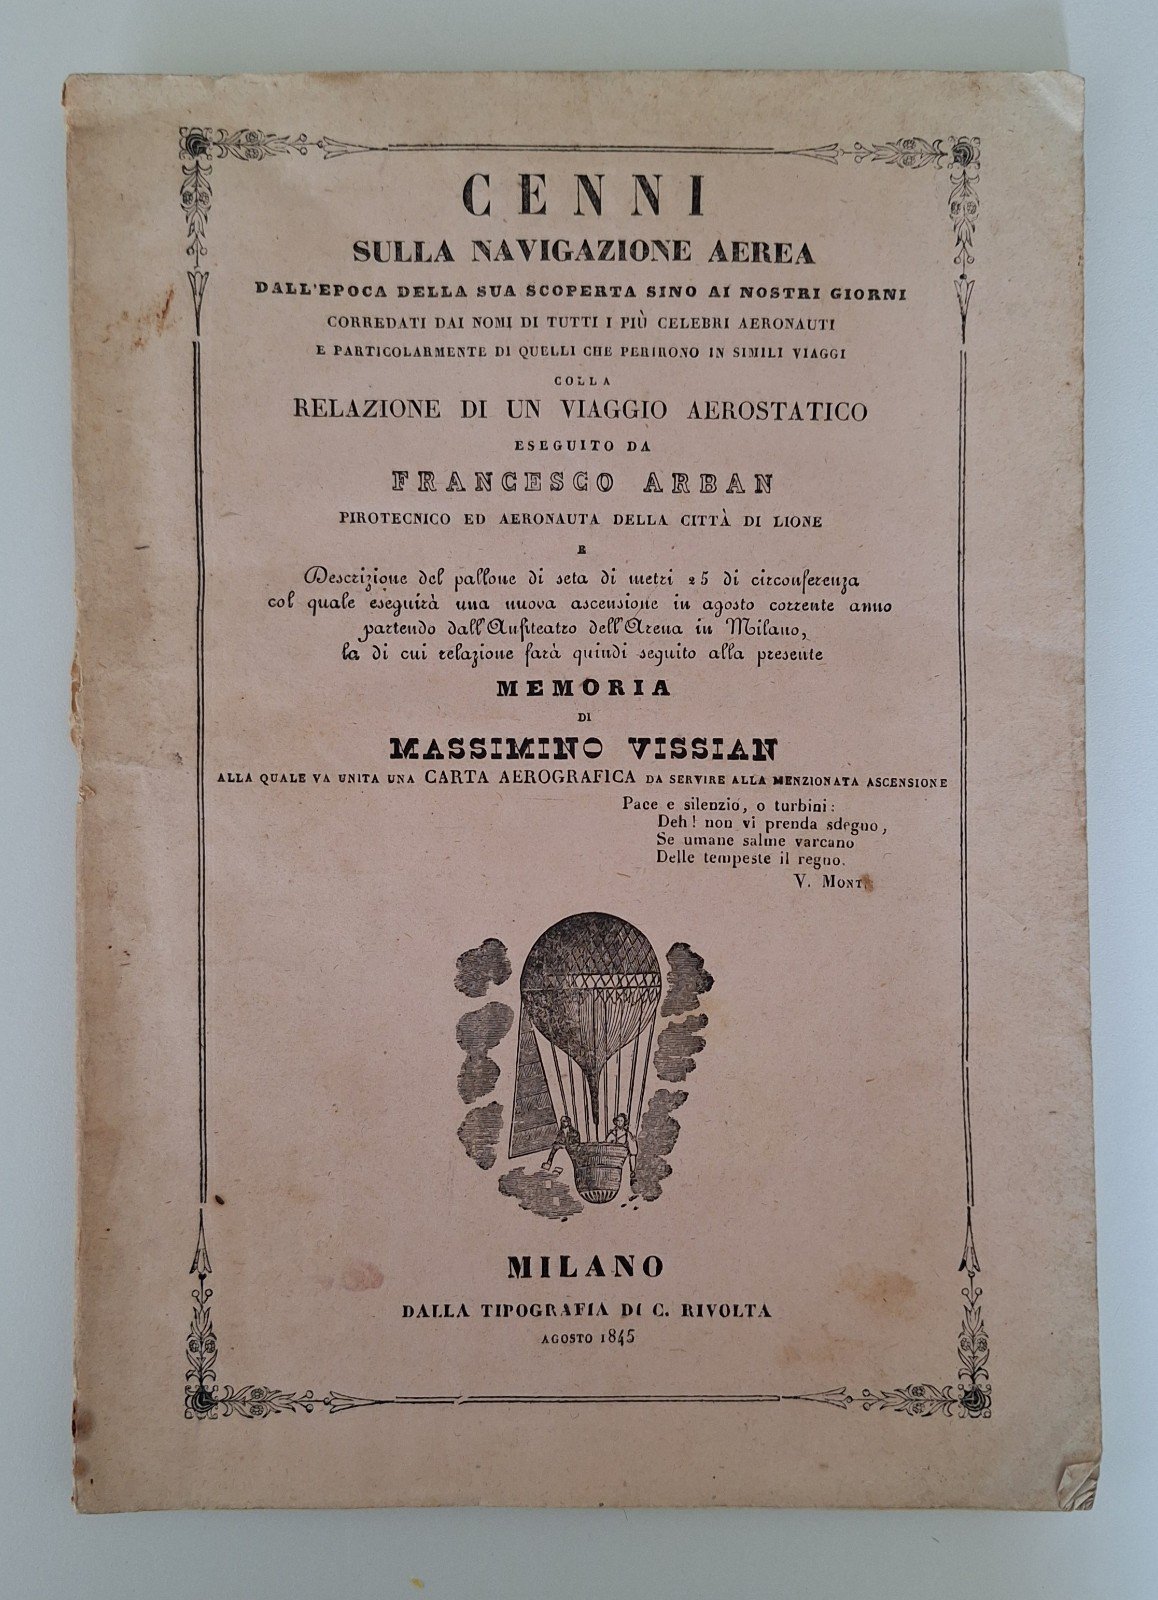 CENNI
SULLA NAVIGAZIONE AEREA
DALL'EPOCA DELLA SUA SCOPERTA SINO AI NOSTRI GIORNI
CORREDATI DAI NOMI DI TUTTI I PIÙ CELEBRI AERONAUTI
E PARTICOLARMENTE DI QUELLI CHE PERIRONO IN SIMILI VIAGGI
COLLA
RELAZIONE DI UN VIAGGIO AEROSTATICO
ESEGUITO DA
FRANCESCO ARBAN
PIROTECNICO ED AERONAUTA DELLA CITTÀ DI LIONE
E
Descrizione del pallone di seta di metri 25 di circonferenza
col quale eseguirà una nuova ascensione in agosto corrente anno
partendo dall'Anfiteatro dell'Arena in Milano,
la di cui relazione farà quindi seguito alla presente
MEMORIA
DI
MASSIMINO VISSIAN
ALLA QUALE VA UNITA UNA CARTA AEROGRAFICA DA SERVIRE ALLA MENZIONATA ASCENSIONE
Pace e silenzio, o turbini:
Deh! non vi prenda sdegno,
Se umane salme varcano
Delle tempeste il regno.
V. MONT.
MILANO
DALLA TIPOGRAFIA DI C. RIVOLTA
AGOSTO 1845